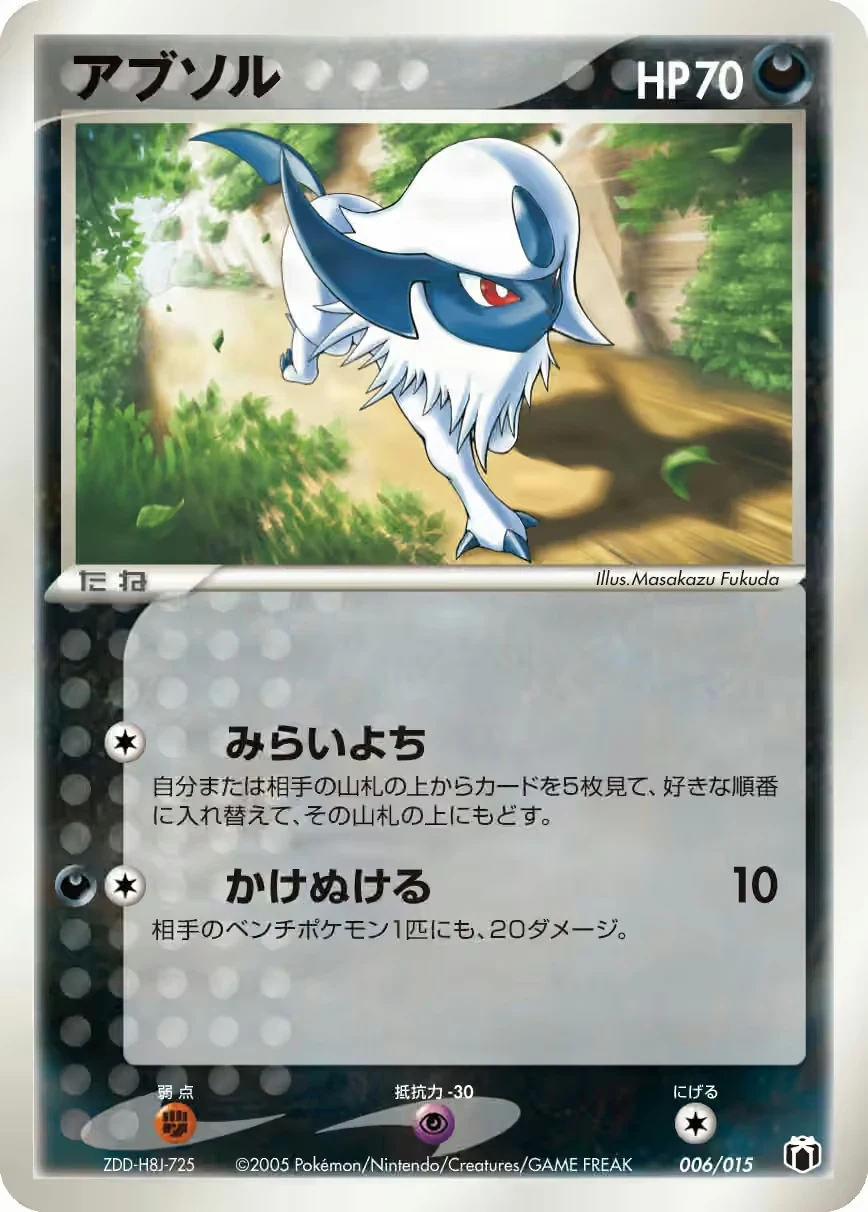 アブソル
HP70
たね
Illus.Masakazu Fukuda
みらいよち
自分または相手の山札の上からカードを5枚見て、好きな順番
に入れ替えて、その山札の上にもどす。
かけぬける 10
相手のベンチポケモン1匹にも、20ダメージ。
弱点 抵抗力-30 にげる
ZDD-H8J-725 ©2005 Pokémon/Nintendo/Creatures/GAME FREAK 006/015